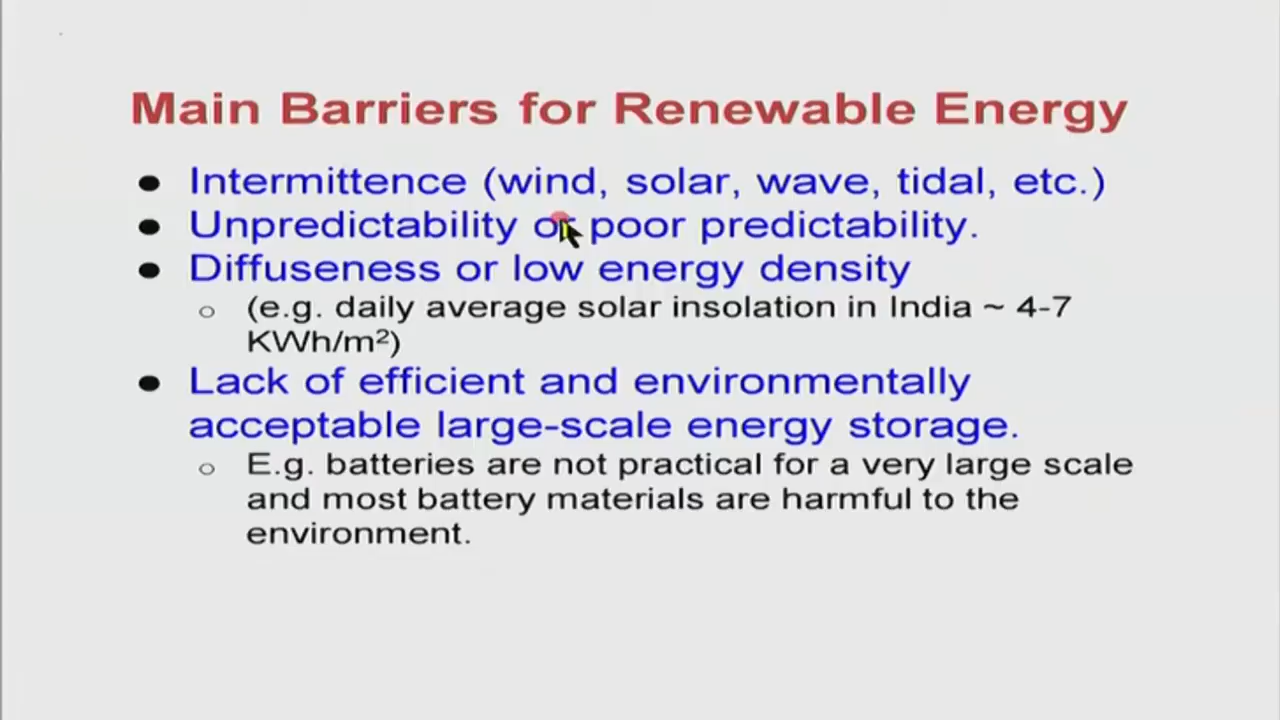 Main Barriers for Renewable Energy
● Intermittence (wind, solar, wave, tidal, etc.)
● Unpredictability or poor predictability.
● Diffuseness or low energy density
○ (e.g. daily average solar insolation in India ~ 4-7
KWh/m²)
● Lack of efficient and environmentally
acceptable large-scale energy storage.
○ E.g. batteries are not practical for a very large scale
and most battery materials are harmful to the
environment.